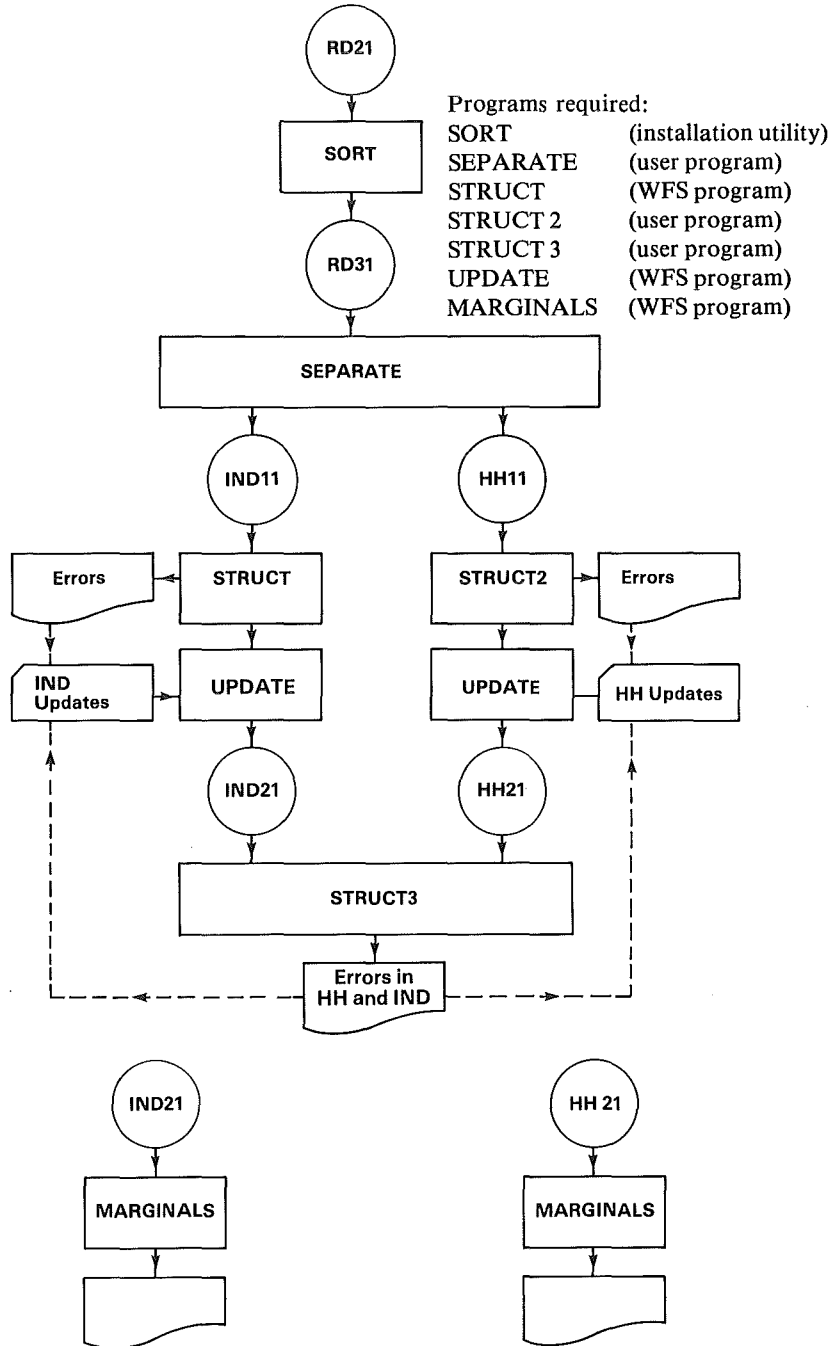 RD21
Programs required:
SORT (installation utility)
SEPARATE (user program)
STRUCT (WFS program)
STRUCT 2 (user program)
STRUCT 3 (user program)
UPDATE (WFS program)
MARGINALS (WFS program)
SORT
RD31
SEPARATE
IND11
HH11
Errors
STRUCT
STRUCT2
Errors
IND
Updates
UPDATE
UPDATE
HH Updates
IND21
HH21
STRUCT3
Errors in
HH and IND
IND21
HH 21
MARGINALS
MARGINALS